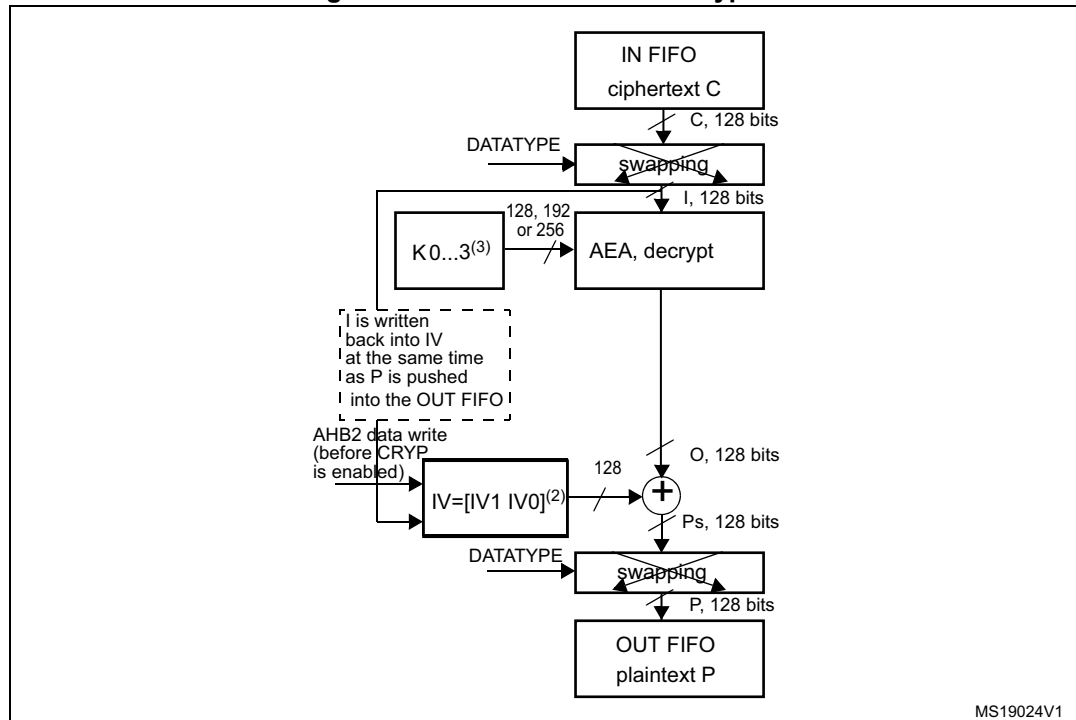 IN FIFO
ciphertext C
C, 128 bits
DATATYPE
swapping
I, 128 bits
128, 192
or 256
K 0...3(3)
AEA, decrypt
I is written
back into IV
at the same time
as P is pushed
into the OUT FIFO
AHB2 data write
(before CRYP
is enabled)
O, 128 bits
128
IV=[IV1 IV0](2)
+
Ps, 128 bits
DATATYPE
swapping
P, 128 bits
OUT FIFO
plaintext P
MS19024V1